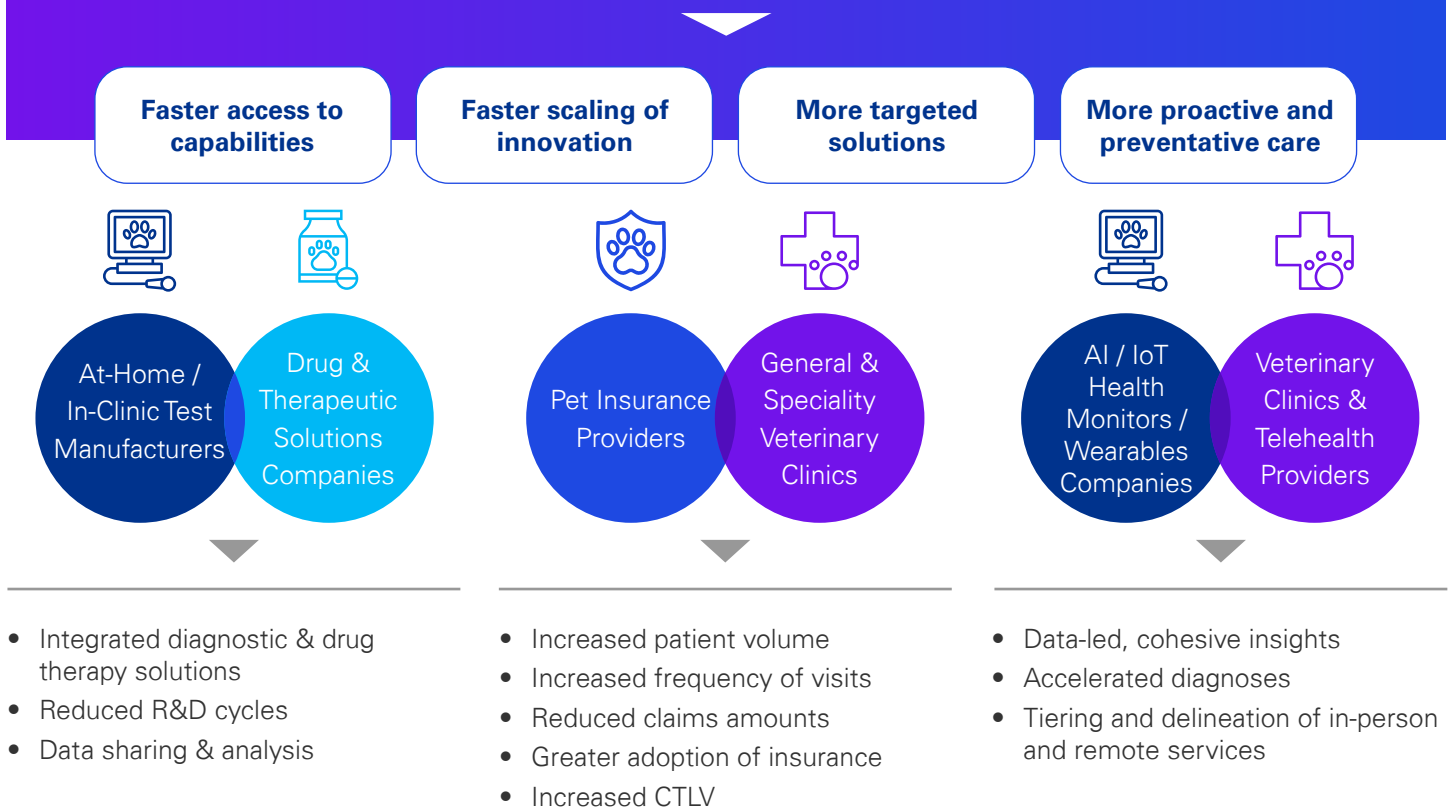 Faster access to
capabilities
Faster scaling of
innovation
More targeted
solutions
More proactive and
preventative care
At-Home /
In-Clinic Test
Manufacturers
Drug &
Therapeutic
Solutions
Companies
Pet Insurance
Providers
General &
Speciality
Veterinary
Clinics
AI / IoT
Health
Monitors /
Wearables
Companies
Veterinary
Clinics &
Telehealth
Providers
• Integrated diagnostic & drug
therapy solutions
• Reduced R&D cycles
• Data sharing & analysis
• Increased patient volume
• Increased frequency of visits
• Reduced claims amounts
• Greater adoption of insurance
• Increased CTLV
• Data-led, cohesive insights
• Accelerated diagnoses
• Tiering and delineation of in-person
and remote services